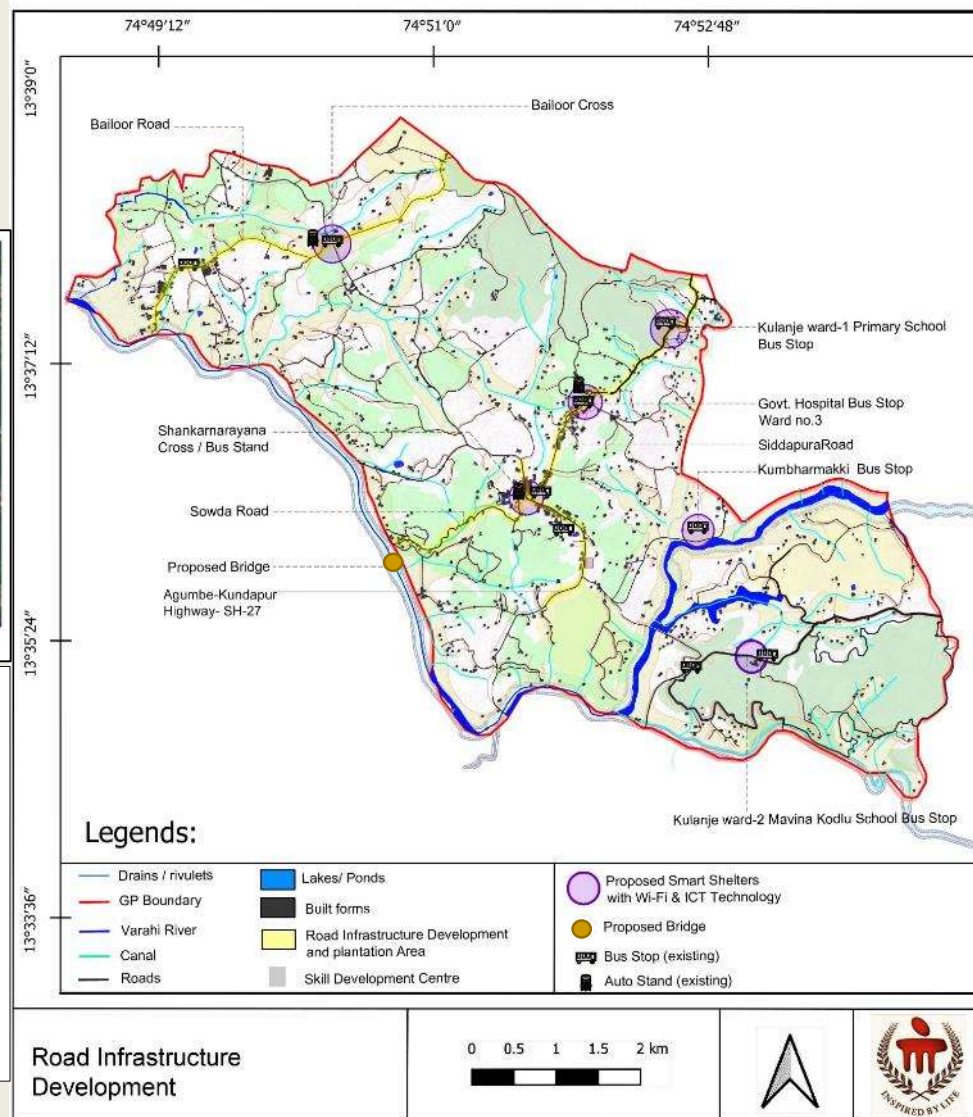 74°49'12"
74°51'0"
74°52'48"
13°39'0"
13°37'12"
13°35'24"
13°33'36"
Bailoor Cross
Bailoor Road
Kulanje ward-1 Primary School
Bus Stop
Govt. Hospital Bus Stop
Ward no.3
Shankarnarayana
Cross / Bus Stand
SiddapuraRoad
Kumbharmakki Bus Stop
Sowda Road
Proposed Bridge
Agumbe-Kundapur
Highway- SH-27
Kulanje ward-2 Mavina Kodlu School Bus Stop
Legends:
Drains / rivulets
GP Boundary
Varahi River
Canal
Roads
Lakes/ Ponds
Built forms
Road Infrastructure Development
and plantation Area
Skill Development Centre
Proposed Smart Shelters
with Wi-Fi & ICT Technology
Proposed Bridge
Bus Stop (existing)
Auto Stand (existing)
Road Infrastructure
Development
0 0.5 1 1.5 2 km
INSPIRED BY LIFE